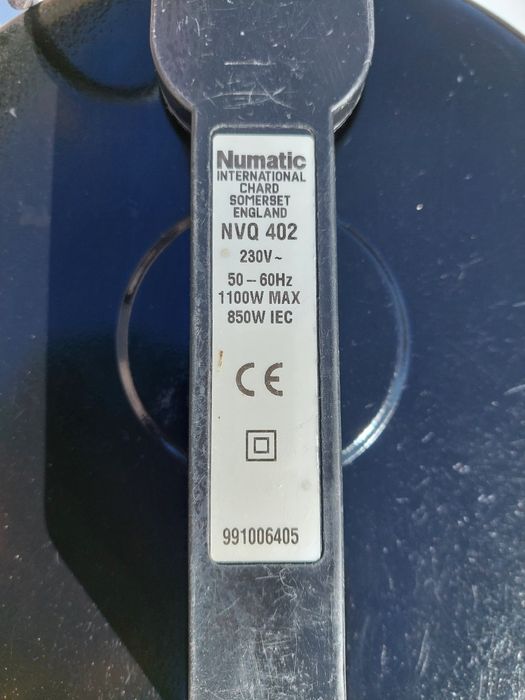 Numatic
INTERNATIONAL
CHARD
SOMERSET
ENGLAND
NVQ 402
230V~
50-60Hz
1100W MAX
850W IEC
CE
991006405